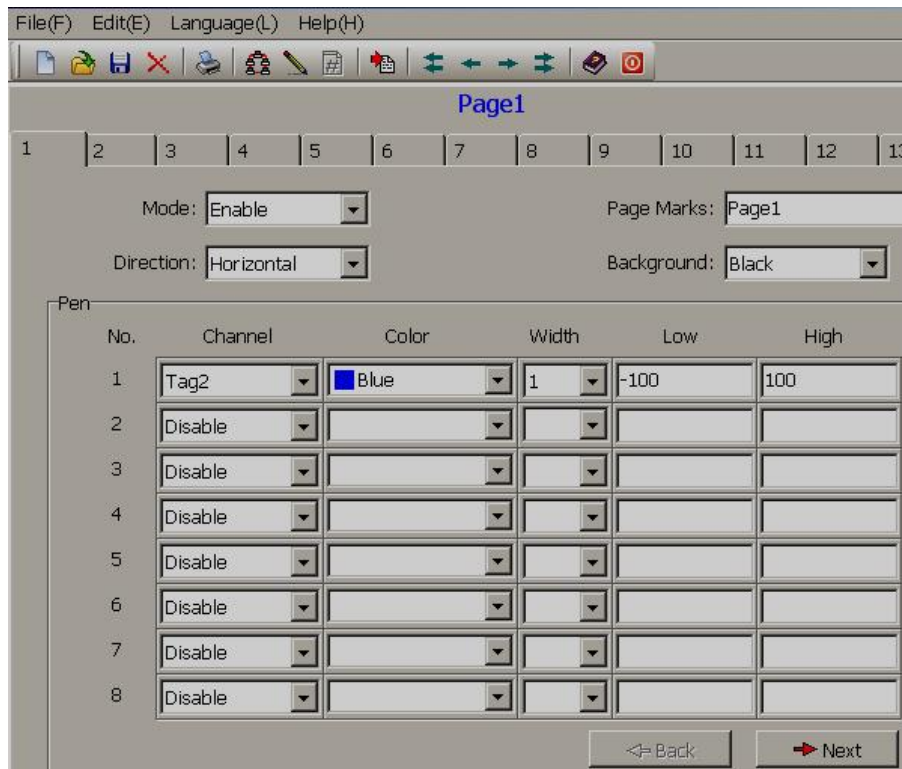 File(F) Edit(E) Language(L) Help(H)
Page1
1 2 3 4 5 6 7 8 9 10 11 12
Mode: Enable Page Marks: Page1
Direction: Horizontal Background: Black
Pen
No. Channel Color Width Low High
1 Tag2 Blue 1 -100 100
2 Disable
3 Disable
4 Disable
5 Disable
6 Disable
7 Disable
8 Disable
Back Next